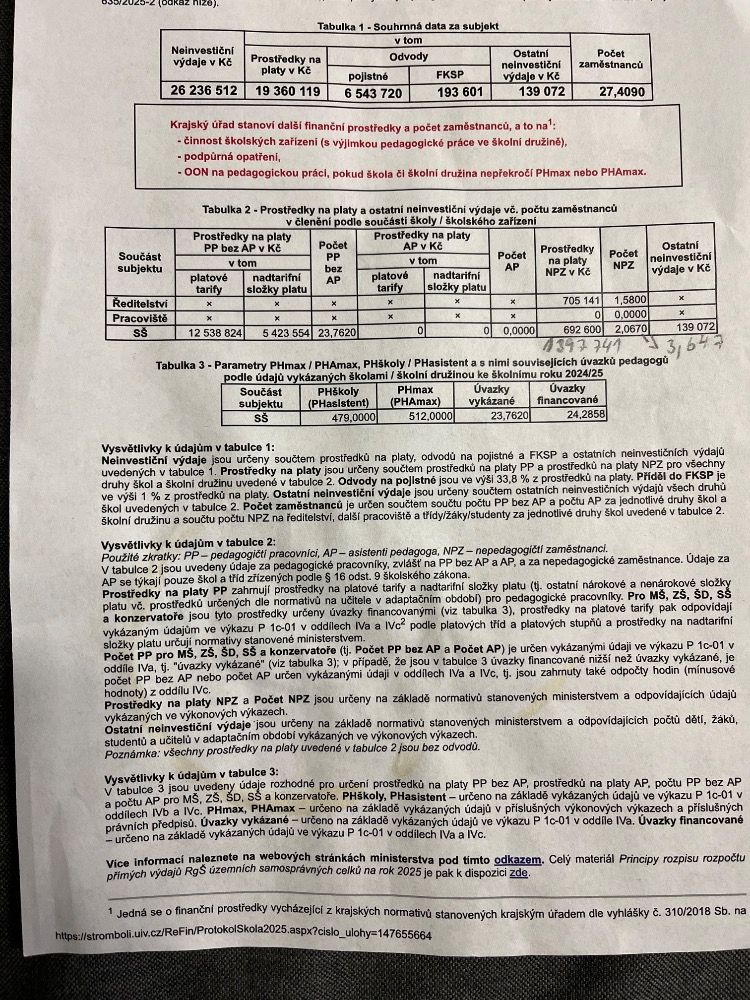 635/2025-2 (odkaz níže).
Tabulka 1 - Souhrnná data za subjekt
Neinvestiční výdaje v Kč | v tom | Počet zaměstnanců
Prostředky na platy v Kč | Odvody | Ostatní neinvestiční výdaje v Kč
pojistné | FKSP
26 236 512 | 19 360 119 | 6 543 720 | 193 601 | 139 072 | 27,4090
Krajský úřad stanoví další finanční prostředky a počet zaměstnanců, a to na¹:
- činnost školských zařízení (s výjimkou pedagogické práce ve školní družině),
- podpůrná opatření,
- OON na pedagogickou práci, pokud škola či školní družina nepřekročí PHmax nebo PHAmax.
Tabulka 2 - Prostředky na platy a ostatní neinvestiční výdaje vč. počtu zaměstnanců
v členění podle součástí školy / školského zařízení
Součást subjektu | Prostředky na platy PP bez AP v Kč | Počet PP bez AP | Prostředky na platy AP v Kč | Počet AP | Prostředky na platy NPZ v Kč | Počet NPZ | Ostatní neinvestiční výdaje v Kč
v tom | v tom
platové tarify | nadtarifní složky platu | platové tarify | nadtarifní složky platu
Ředitelství | × | × | × | × | × | × | 705 141 | 1,5800 | ×
Pracoviště | × | × | × | × | × | × | 0 | 0,0000 | ×
SŠ | 12 538 824 | 5 423 554 | 23,7620 | 0 | 0 | 0,0000 | 692 600 | 2,0670 | 139 072
1397741 3,647
Tabulka 3 - Parametry PHmax / PHAmax, PHškoly / PHasistent a s nimi souvisejících úvazků pedagogů
podle údajů vykázaných školami / školní družinou ke školnímu roku 2024/25
Součást subjektu | PHškoly (PHasistent) | PHmax (PHAmax) | Úvazky vykázané | Úvazky financované
SŠ | 479,0000 | 512,0000 | 23,7620 | 24,2858
Vysvětlivky k údajům v tabulce 1:
Neinvestiční výdaje jsou určeny součtem prostředků na platy, odvodů na pojistné a FKSP a ostatních neinvestičních výdajů
uvedených v tabulce 1. Prostředky na platy jsou určeny součtem prostředků na platy PP a prostředků na platy NPZ pro všechny
druhy škol a školní družinu uvedené v tabulce 2. Odvody na pojistné jsou ve výši 33,8 % z prostředků na platy. Příděl do FKSP je
ve výši 1 % z prostředků na platy. Ostatní neinvestiční výdaje jsou určeny součtem ostatních neinvestičních výdajů všech druhů
škol uvedených v tabulce 2. Počet zaměstnanců je určen součtem součtu PP bez AP a počtu AP za jednotlivé druhy škol a
školní družinu a součtu počtu NPZ na ředitelství, další pracoviště a třídy/žáky/studenty za jednotlivé druhy škol uvedené v tabulce 2.
Vysvětlivky k údajům v tabulce 2:
Použité zkratky: PP – pedagogičtí pracovníci, AP – asistenti pedagoga, NPZ – nepedagogičtí zaměstnanci.
V tabulce 2 jsou uvedeny údaje za pedagogické pracovníky, zvlášť na PP bez AP a AP, a za nepedagogické zaměstnance. Údaje za
AP se týkají pouze škol a tříd zřízených podle § 16 odst. 9 školského zákona.
Prostředky na platy PP zahrnují prostředky na platové tarify a nadtarifní složky platu (tj. ostatní nárokové a nenárokové složky
platu vč. prostředků určených dle normativů na učitele v adaptačním období) pro pedagogické pracovníky. Pro MŠ, ZŠ, ŠD, SŠ
a konzervatoře jsou tyto prostředky určeny úvazky financovanými (viz tabulka 3), prostředky na platové tarify pak odpovídají
vykázaným údajům ve výkazu P 1c-01 v oddílech IVa a IVc² podle platových tříd a platových stupňů a prostředky na nadtarifní
složky platu určují normativy stanovené ministerstvem.
Počet PP pro MŠ, ZŠ, ŠD, SŠ a konzervatoře (tj. Počet PP bez AP a Počet AP) je určen vykázanými údaji ve výkazu P 1c-01 v
oddíle IVa, tj. "úvazky vykázané" (viz tabulka 3); v případě, že jsou v tabulce 3 úvazky financované nižší než úvazky vykázané, je
počet PP bez AP nebo počet AP určen vykázanými údaji v oddílech IVa a IVc, tj. jsou zahrnuty také odpočty hodin (mínusové
hodnoty) z oddílu IVc.
Prostředky na platy NPZ a Počet NPZ jsou určeny na základě normativů stanovených ministerstvem a odpovídajících údajů
vykázaných ve výkonových výkazech.
Ostatní neinvestiční výdaje jsou určeny na základě normativů stanovených ministerstvem a odpovídajících počtů dětí, žáků,
studentů a učitelů v adaptačním období vykázaných ve výkonových výkazech.
Poznámka: všechny prostředky na platy uvedené v tabulce 2 jsou bez odvodů.
Vysvětlivky k údajům v tabulce 3:
V tabulce 3 jsou uvedeny údaje rozhodné pro určení prostředků na platy PP bez AP, prostředků na platy AP, počtu PP bez AP
a počtu AP pro MŠ, ZŠ, ŠD, SŠ a konzervatoře. PHškoly, PHasistent – určeno na základě vykázaných údajů ve výkazu P 1c-01 v
oddílech IVb a IVc. PHmax, PHAmax – určeno na základě vykázaných údajů v příslušných výkonových výkazech a příslušných
právních předpisů. Úvazky vykázané – určeno na základě vykázaných údajů ve výkazu P 1c-01 v oddíle IVa. Úvazky financované
– určeno na základě vykázaných údajů ve výkazu P 1c-01 v oddílech IVa a IVc.
Více informací naleznete na webových stránkách ministerstva pod tímto odkazem. Celý materiál Principy rozpisu rozpočtu
přímých výdajů RgŠ územních samosprávných celků na rok 2025 je pak k dispozici zde.
¹ Jedná se o finanční prostředky vycházející z krajských normativů stanovených krajským úřadem dle vyhlášky č. 310/2018 Sb. na
https://stromboli.uiv.cz/ReFin/ProtokolSkola2025.aspx?cislo_ulohy=147655664